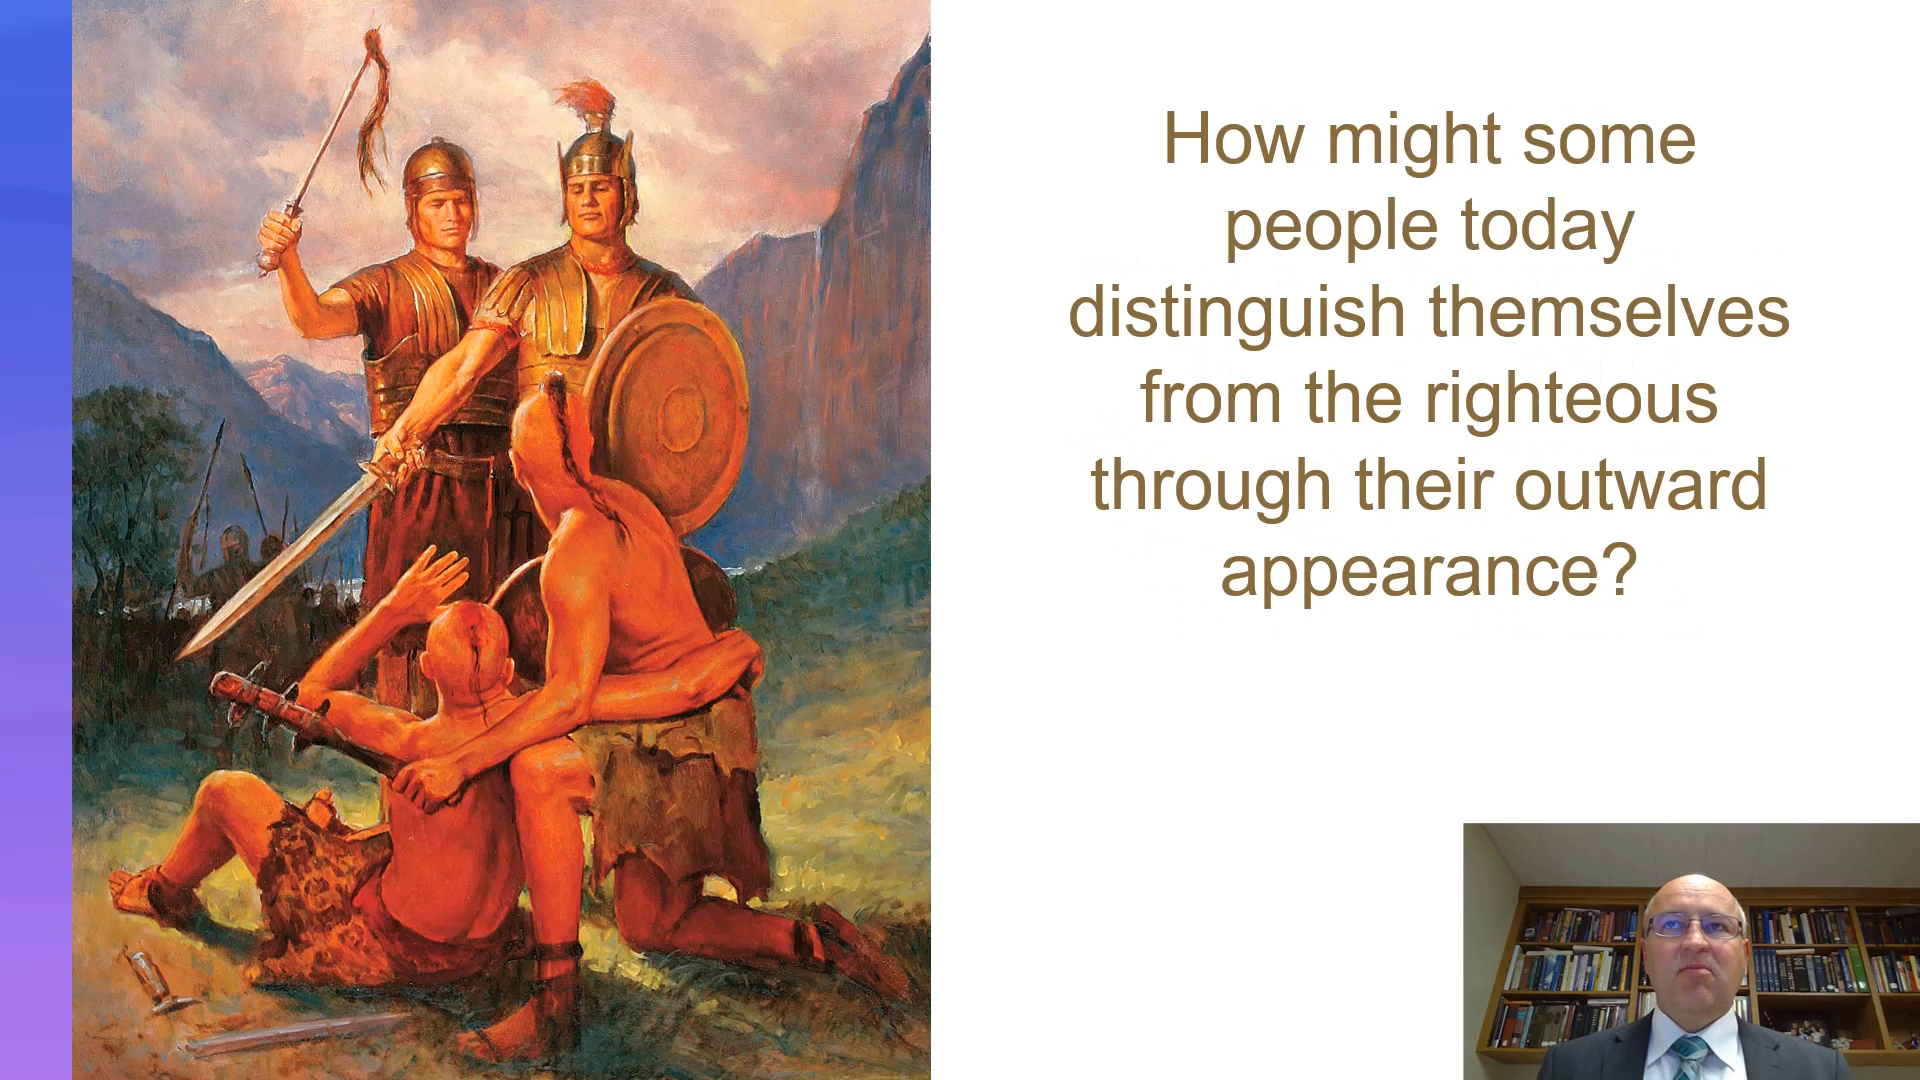 How might some
people today
distinguish themselves
from the righteous
through their outward
appearance?